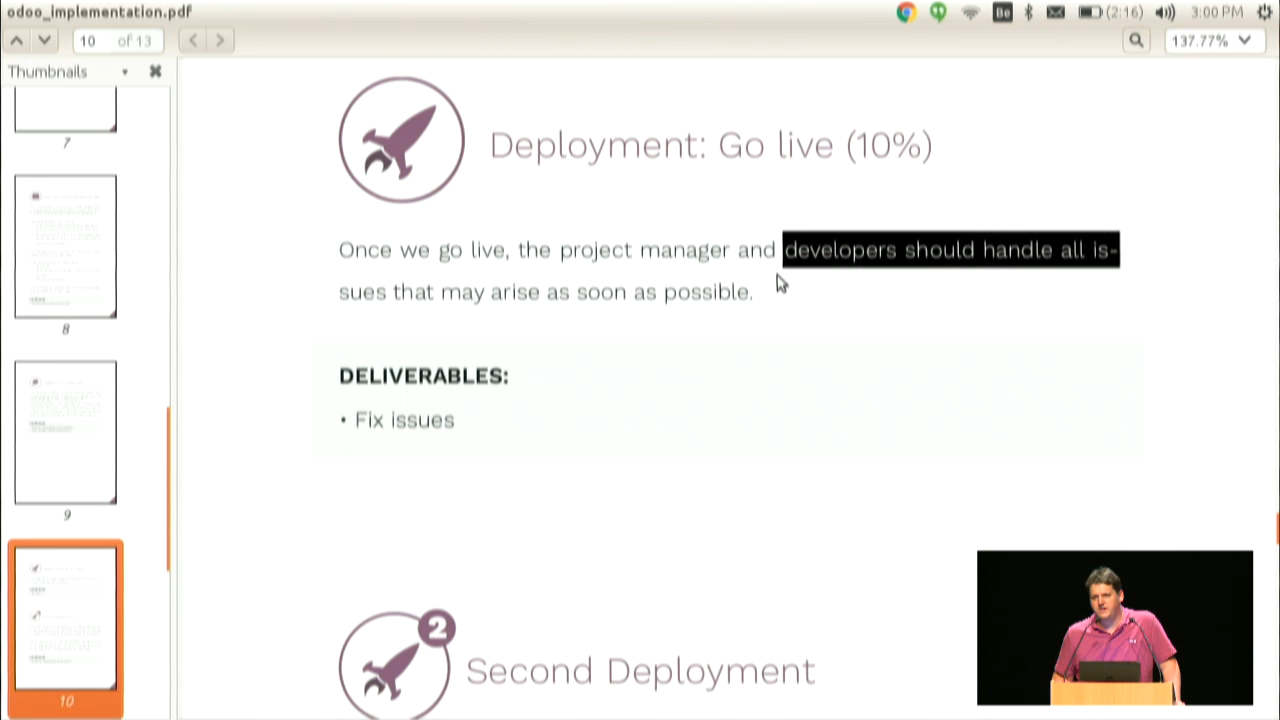 odoo_implementation.pdf
Be
(2:16)
3:00 PM
10 of 13
137.77%
Thumbnails
7
8
9
10
Deployment: Go live (10%)
Once we go live, the project manager and developers should handle all is-
sues that may arise as soon as possible.
DELIVERABLES:
• Fix issues
2
Second Deployment